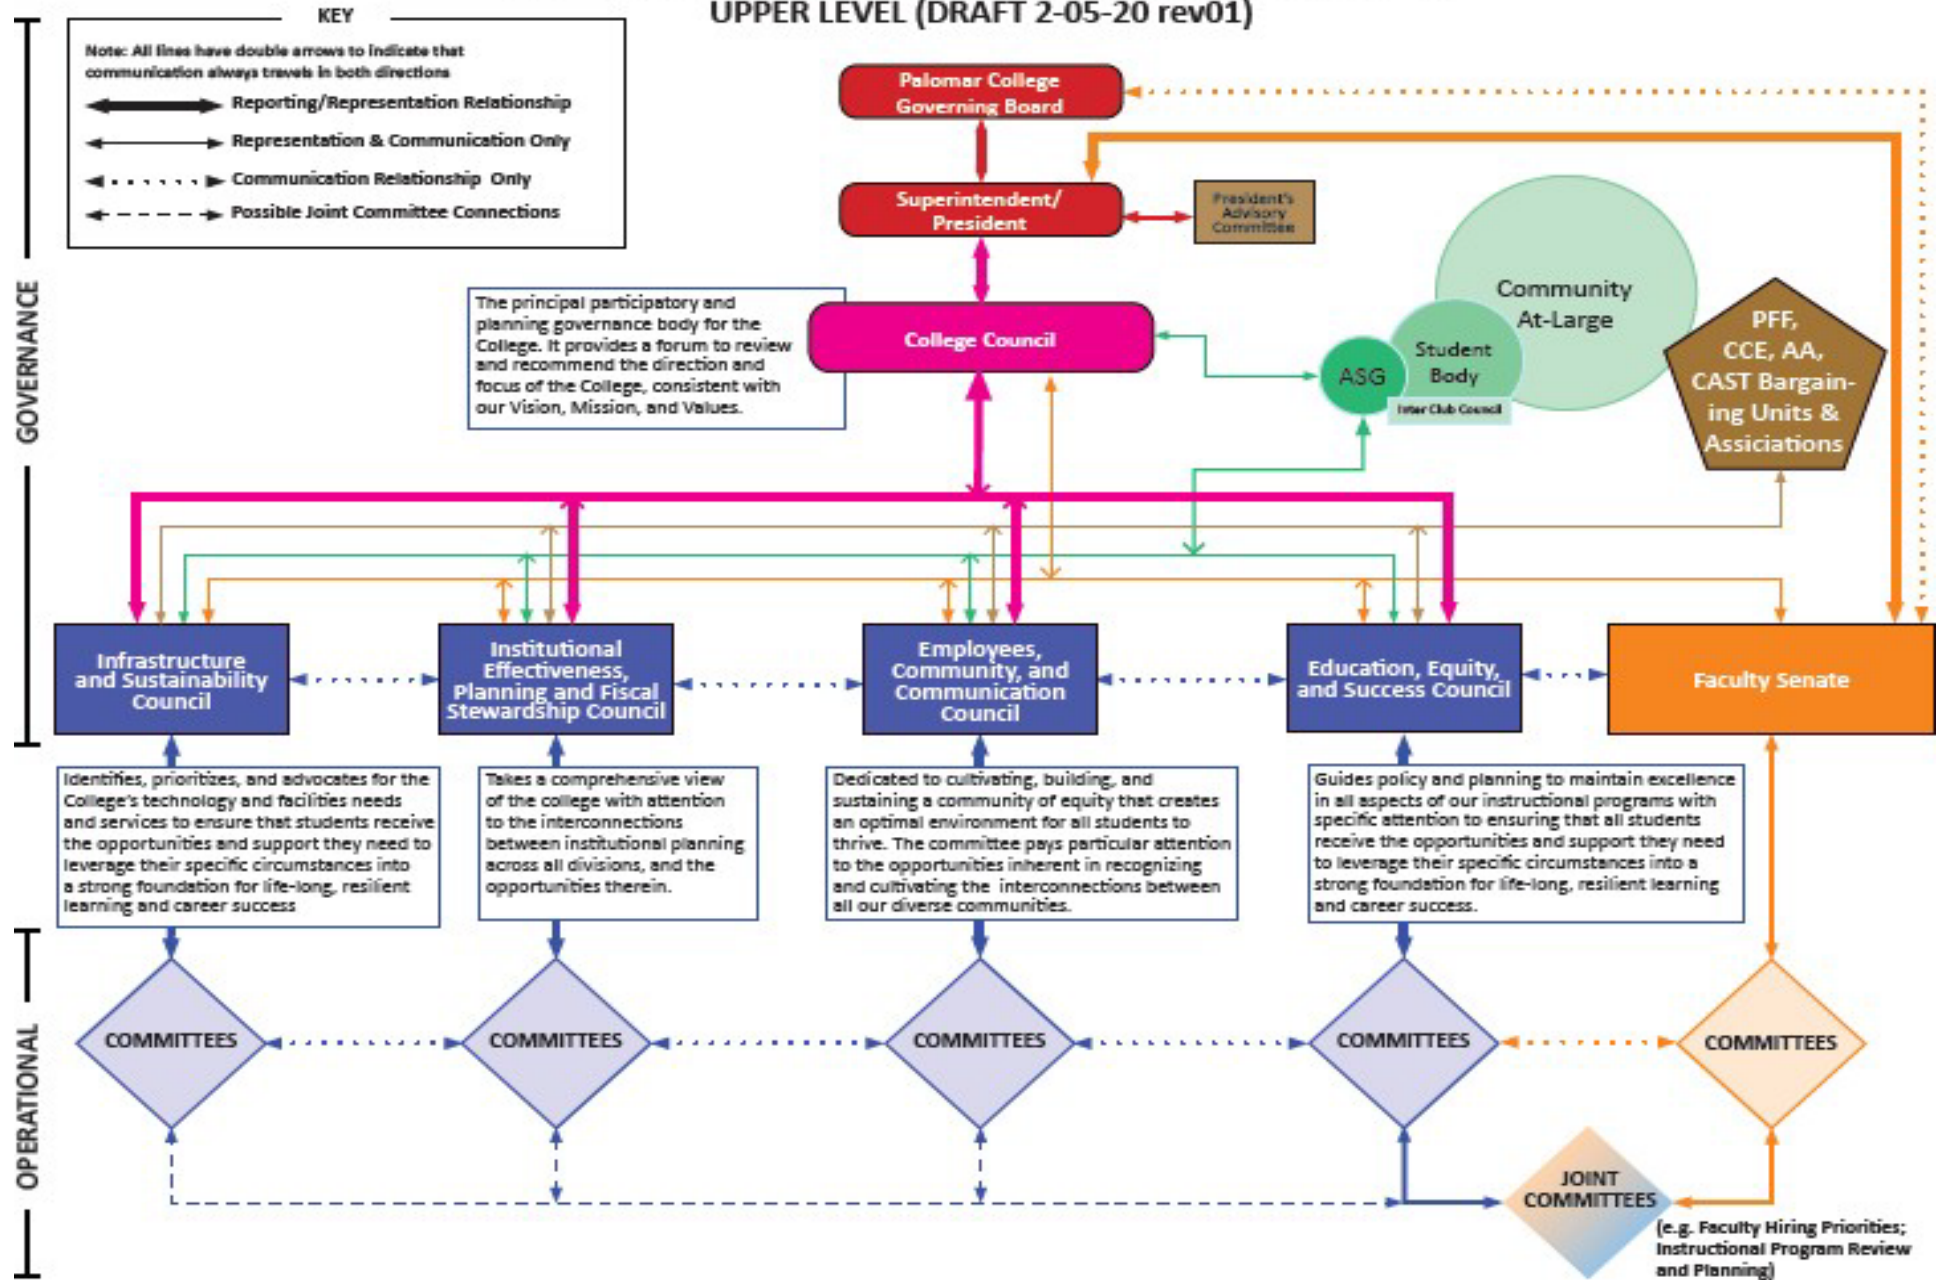 UPPER LEVEL (DRAFT 2-05-20 rev01)
KEY
Note: All lines have double arrows to indicate that
communication always travels in both directions
Reporting/Representation Relationship
Representation & Communication Only
Communication Relationship Only
Possible Joint Committee Connections
GOVERNANCE
Palomar College
Governing Board
Superintendent/
President
President's
Advisory
Committee
The principal participatory and
planning governance body for the
College. It provides a forum to review
and recommend the direction and
focus of the College, consistent with
our Vision, Mission, and Values.
College Council
Community
At-Large
Student
Body
ASG
Inter Club Council
PFF,
CCE, AA,
CAST Bargain-
ing Units &
Assiciations
Infrastructure
and Sustainability
Council
Institutional
Effectiveness,
Planning and Fiscal
Stewardship Council
Employees,
Community, and
Communication
Council
Education, Equity,
and Success Council
Faculty Senate
Identifies, prioritizes, and advocates for the
College's technology and facilities needs
and services to ensure that students receive
the opportunities and support they need to
leverage their specific circumstances into
a strong foundation for life-long, resilient
learning and career success
Takes a comprehensive view
of the college with attention
to the interconnections
between institutional planning
across all divisions, and the
opportunities therein.
Dedicated to cultivating, building, and
sustaining a community of equity that creates
an optimal environment for all students to
thrive. The committee pays particular attention
to the opportunities inherent in recognizing
and cultivating the interconnections between
all our diverse communities.
Guides policy and planning to maintain excellence
in all aspects of our instructional programs with
specific attention to ensuring that all students
receive the opportunities and support they need
to leverage their specific circumstances into a
strong foundation for life-long, resilient learning
and career success.
OPERATIONAL
COMMITTEES
COMMITTEES
COMMITTEES
COMMITTEES
COMMITTEES
JOINT
COMMITTEES
(e.g. Faculty Hiring Priorities;
Instructional Program Review
and Planning)